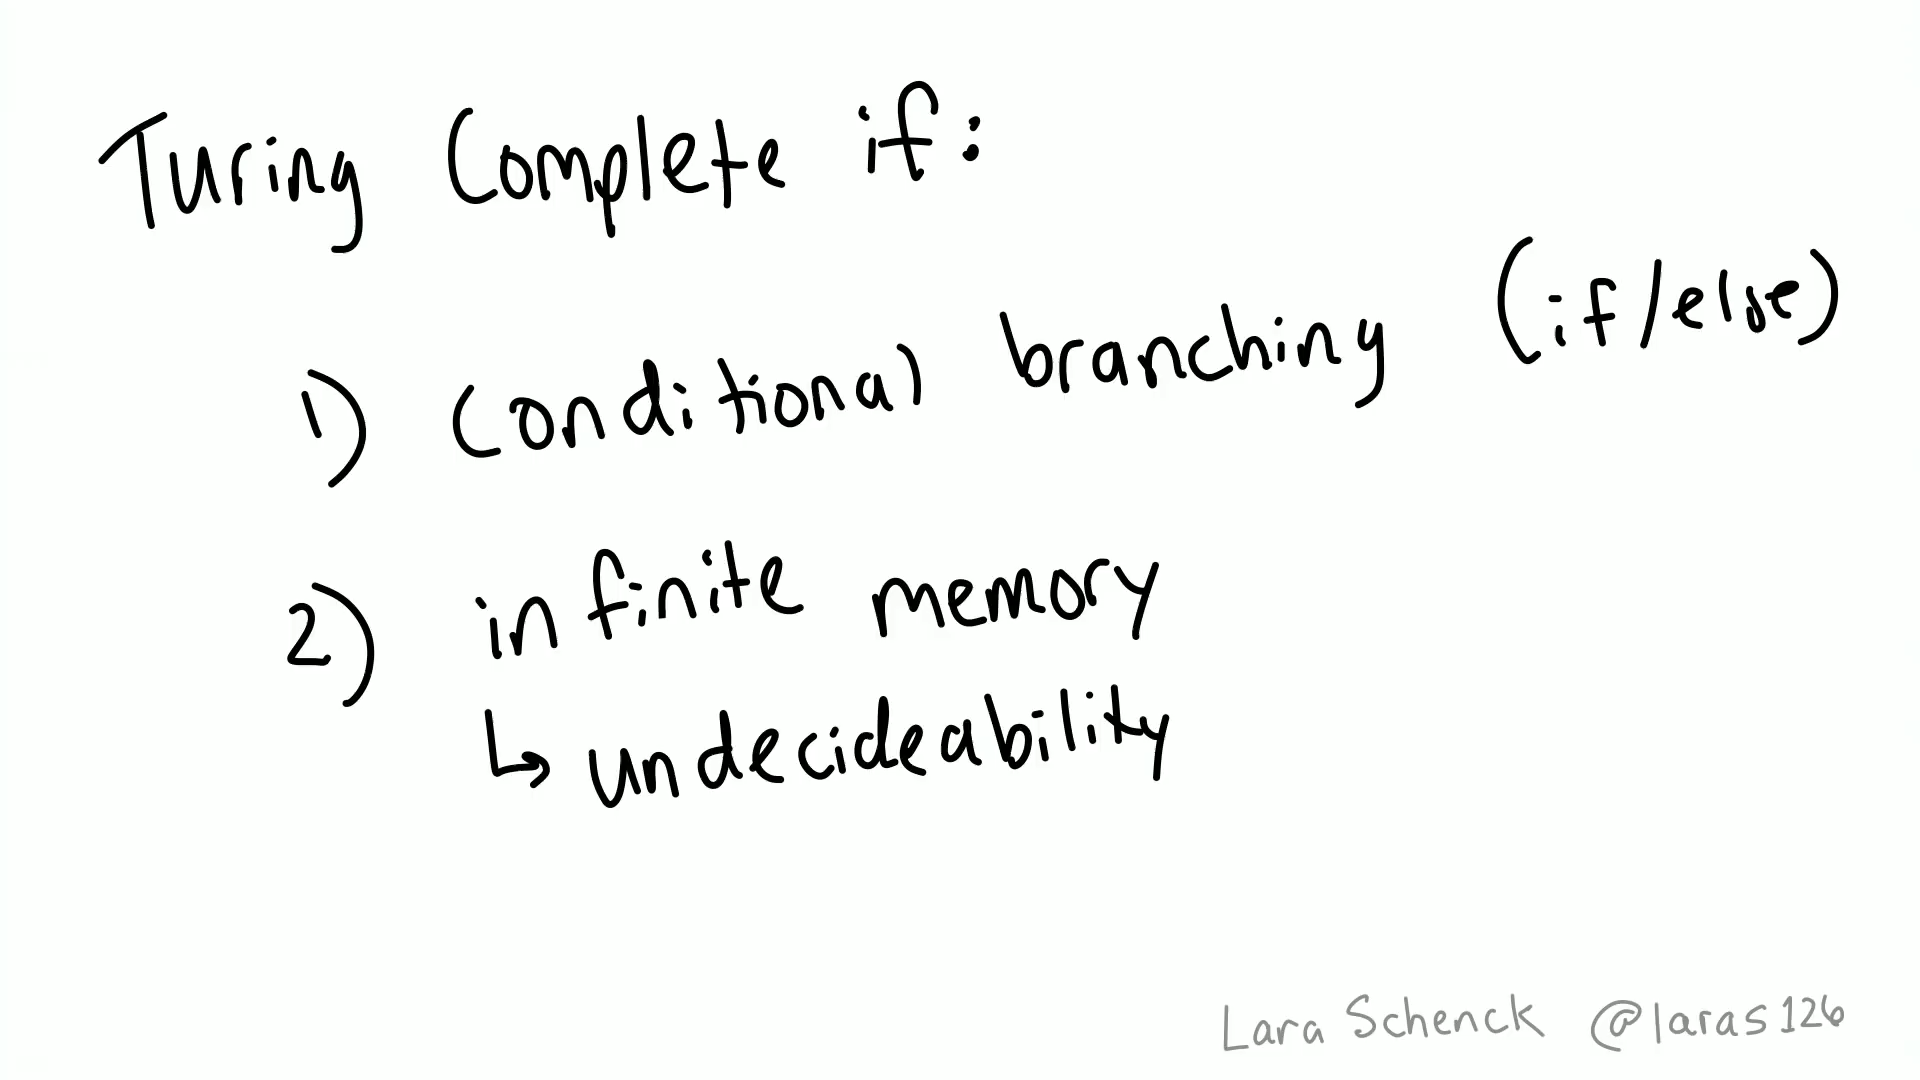 Turing Complete if:
1) Conditional branching (if/else)
2) infinite memory
↳ undecideability
Lara Schenck @laras126